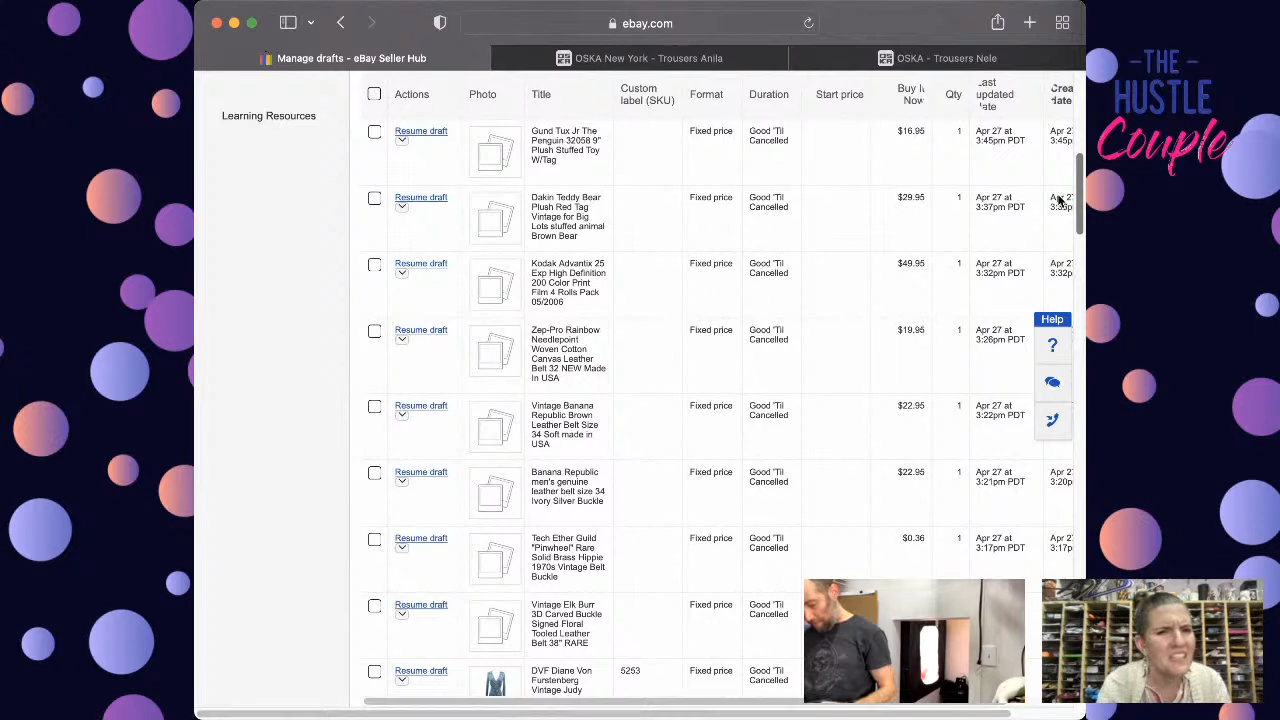 ebay.com
Manage drafts - eBay Seller Hub
OSKA New York - Trousers Anila
OSKA - Trousers Nele
-THE-
HUSTLE
Couple
Learning Resources
Actions
Photo
Title
Custom
label (SKU)
Format
Duration
Start price
Now
Qty
Last
updated
date
Resume draft
Gund Tux Jr The
Penguin 32058 9"
Plush Stuffed Toy
W/Tag
Fixed price
Good 'Til
Cancelled
$16.95
1
Apr 27 at
3:45pm PDT
Resume draft
Dakin Teddy Bear
Plush Red Tag
Vintage for Big
Lots stuffed animal
Brown Bear
Fixed price
Good 'Til
Cancelled
$29.95
1
Apr 27 at
3:37pm PDT
Resume draft
Kodak Advantix 25
Exp High Definition
200 Color Print
Film 4 Rolls Pack
05/2006
Fixed price
Good 'Til
Cancelled
$49.95
1
Apr 27 at
3:32pm PDT
Help
?
Resume draft
Zep-Pro Rainbow
Needlepoint
Woven Cotton
Canvas Leather
Belt 32 NEW Made
In USA
Fixed price
Good 'Til
Cancelled
$19.95
1
Apr 27 at
3:26pm PDT
Resume draft
Vintage Banana
Republic Brown
Leather Belt Size
34 Soft made in
USA
Fixed price
Good 'Til
Cancelled
$22.95
1
Apr 27 at
3:22pm PDT
Resume draft
Banana Republic
men's genuine
leather belt size 34
Ivory Silver Buckle
Fixed price
Good 'Til
Cancelled
$22.95
1
Apr 27 at
3:21pm PDT
Resume draft
Tech Ether Guild
"Pinwheel" Rare
Solid Brass Hippie
1970s Vintage Belt
Buckle
Fixed price
Good 'Til
Cancelled
$0.36
1
Apr 27 at
3:17pm PDT
Resume draft
Vintage Elk Burr
3D Carved Buckle
Signed Floral
Tooled Leather
Belt 38" RARE
Fixed price
Good 'Til
Cancelled
Resume draft
DVF Diane Von
Furstenberg
Vintage Judy
5253
Fixed price
Good 'Til
Cancelled